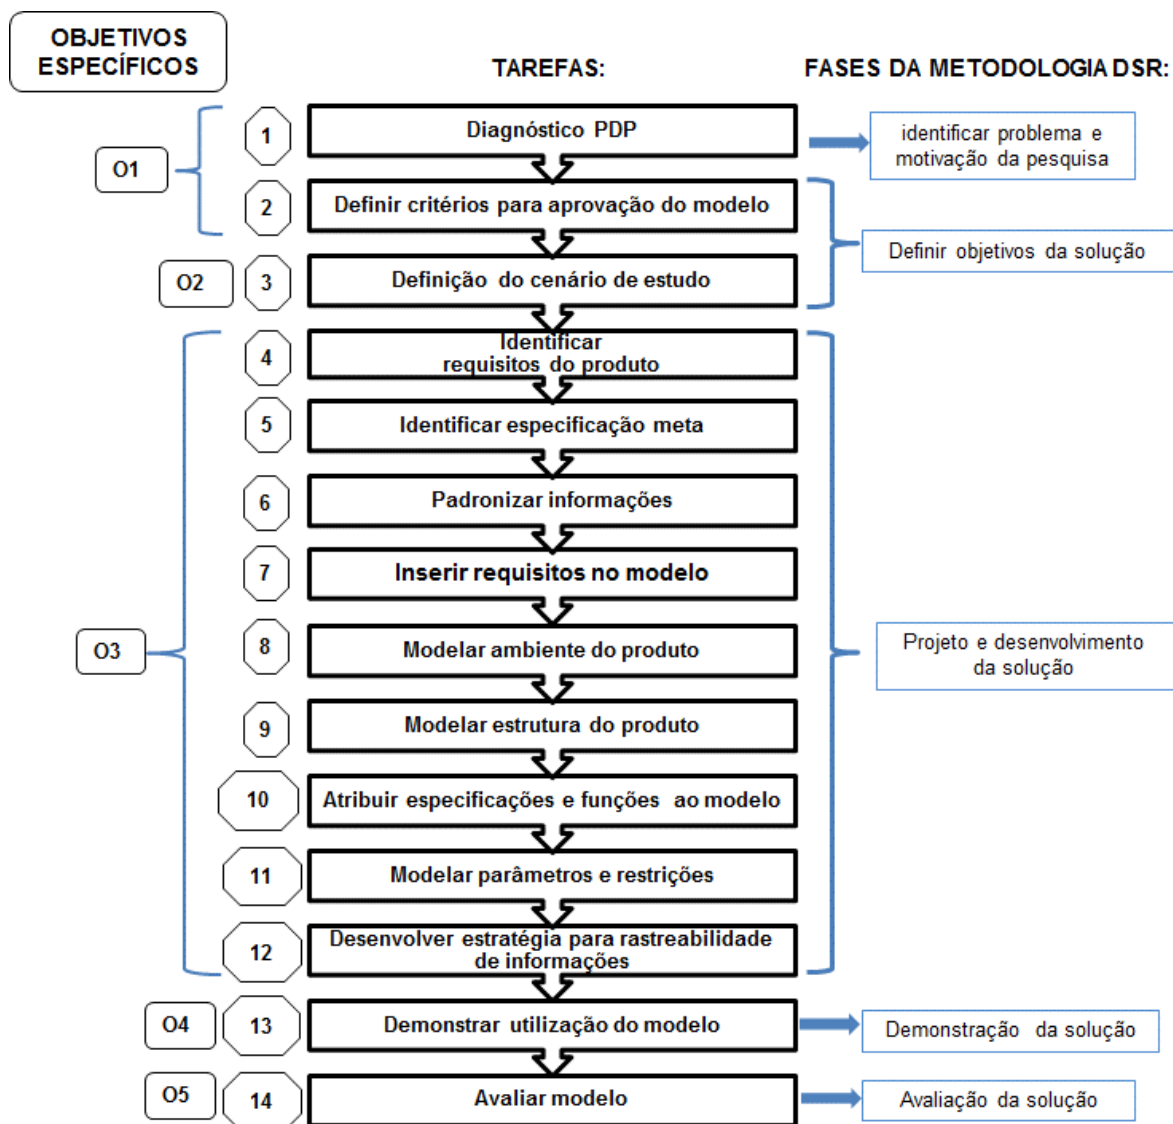 OBJETIVOS
ESPECÍFICOS
TAREFAS:
FASES DA METODOLOGIA DSR:
O1
1
Diagnóstico PDP
identificar problema e
motivação da pesquisa
2
Definir critérios para aprovação do modelo
Definir objetivos da solução
O2
3
Definição do cenário de estudo
O3
4
Identificar
requisitos do produto
5
Identificar especificação meta
6
Padronizar informações
7
Inserir requisitos no modelo
8
Modelar ambiente do produto
Projeto e desenvolvimento
da solução
9
Modelar estrutura do produto
10
Atribuir especificações e funções ao modelo
11
Modelar parâmetros e restrições
12
Desenvolver estratégia para rastreabilidade
de informações
O4
13
Demonstrar utilização do modelo
Demonstração da solução
O5
14
Avaliar modelo
Avaliação da solução